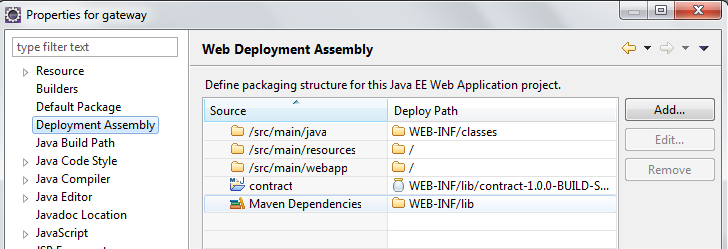 Properties for gateway
type filter text
Resource
Builders
Default Package
Deployment Assembly
Java Build Path
Java Code Style
Java Compiler
Java Editor
Javadoc Location
JavaScript
Web Deployment Assembly
Define packaging structure for this Java EE Web Application project.
Source Deploy Path
/src/main/java WEB-INF/classes
/src/main/resources /
/src/main/webapp /
contract WEB-INF/lib/contract-1.0.0-BUILD-S...
Maven Dependencies WEB-INF/lib
Add...
Edit...
Remove